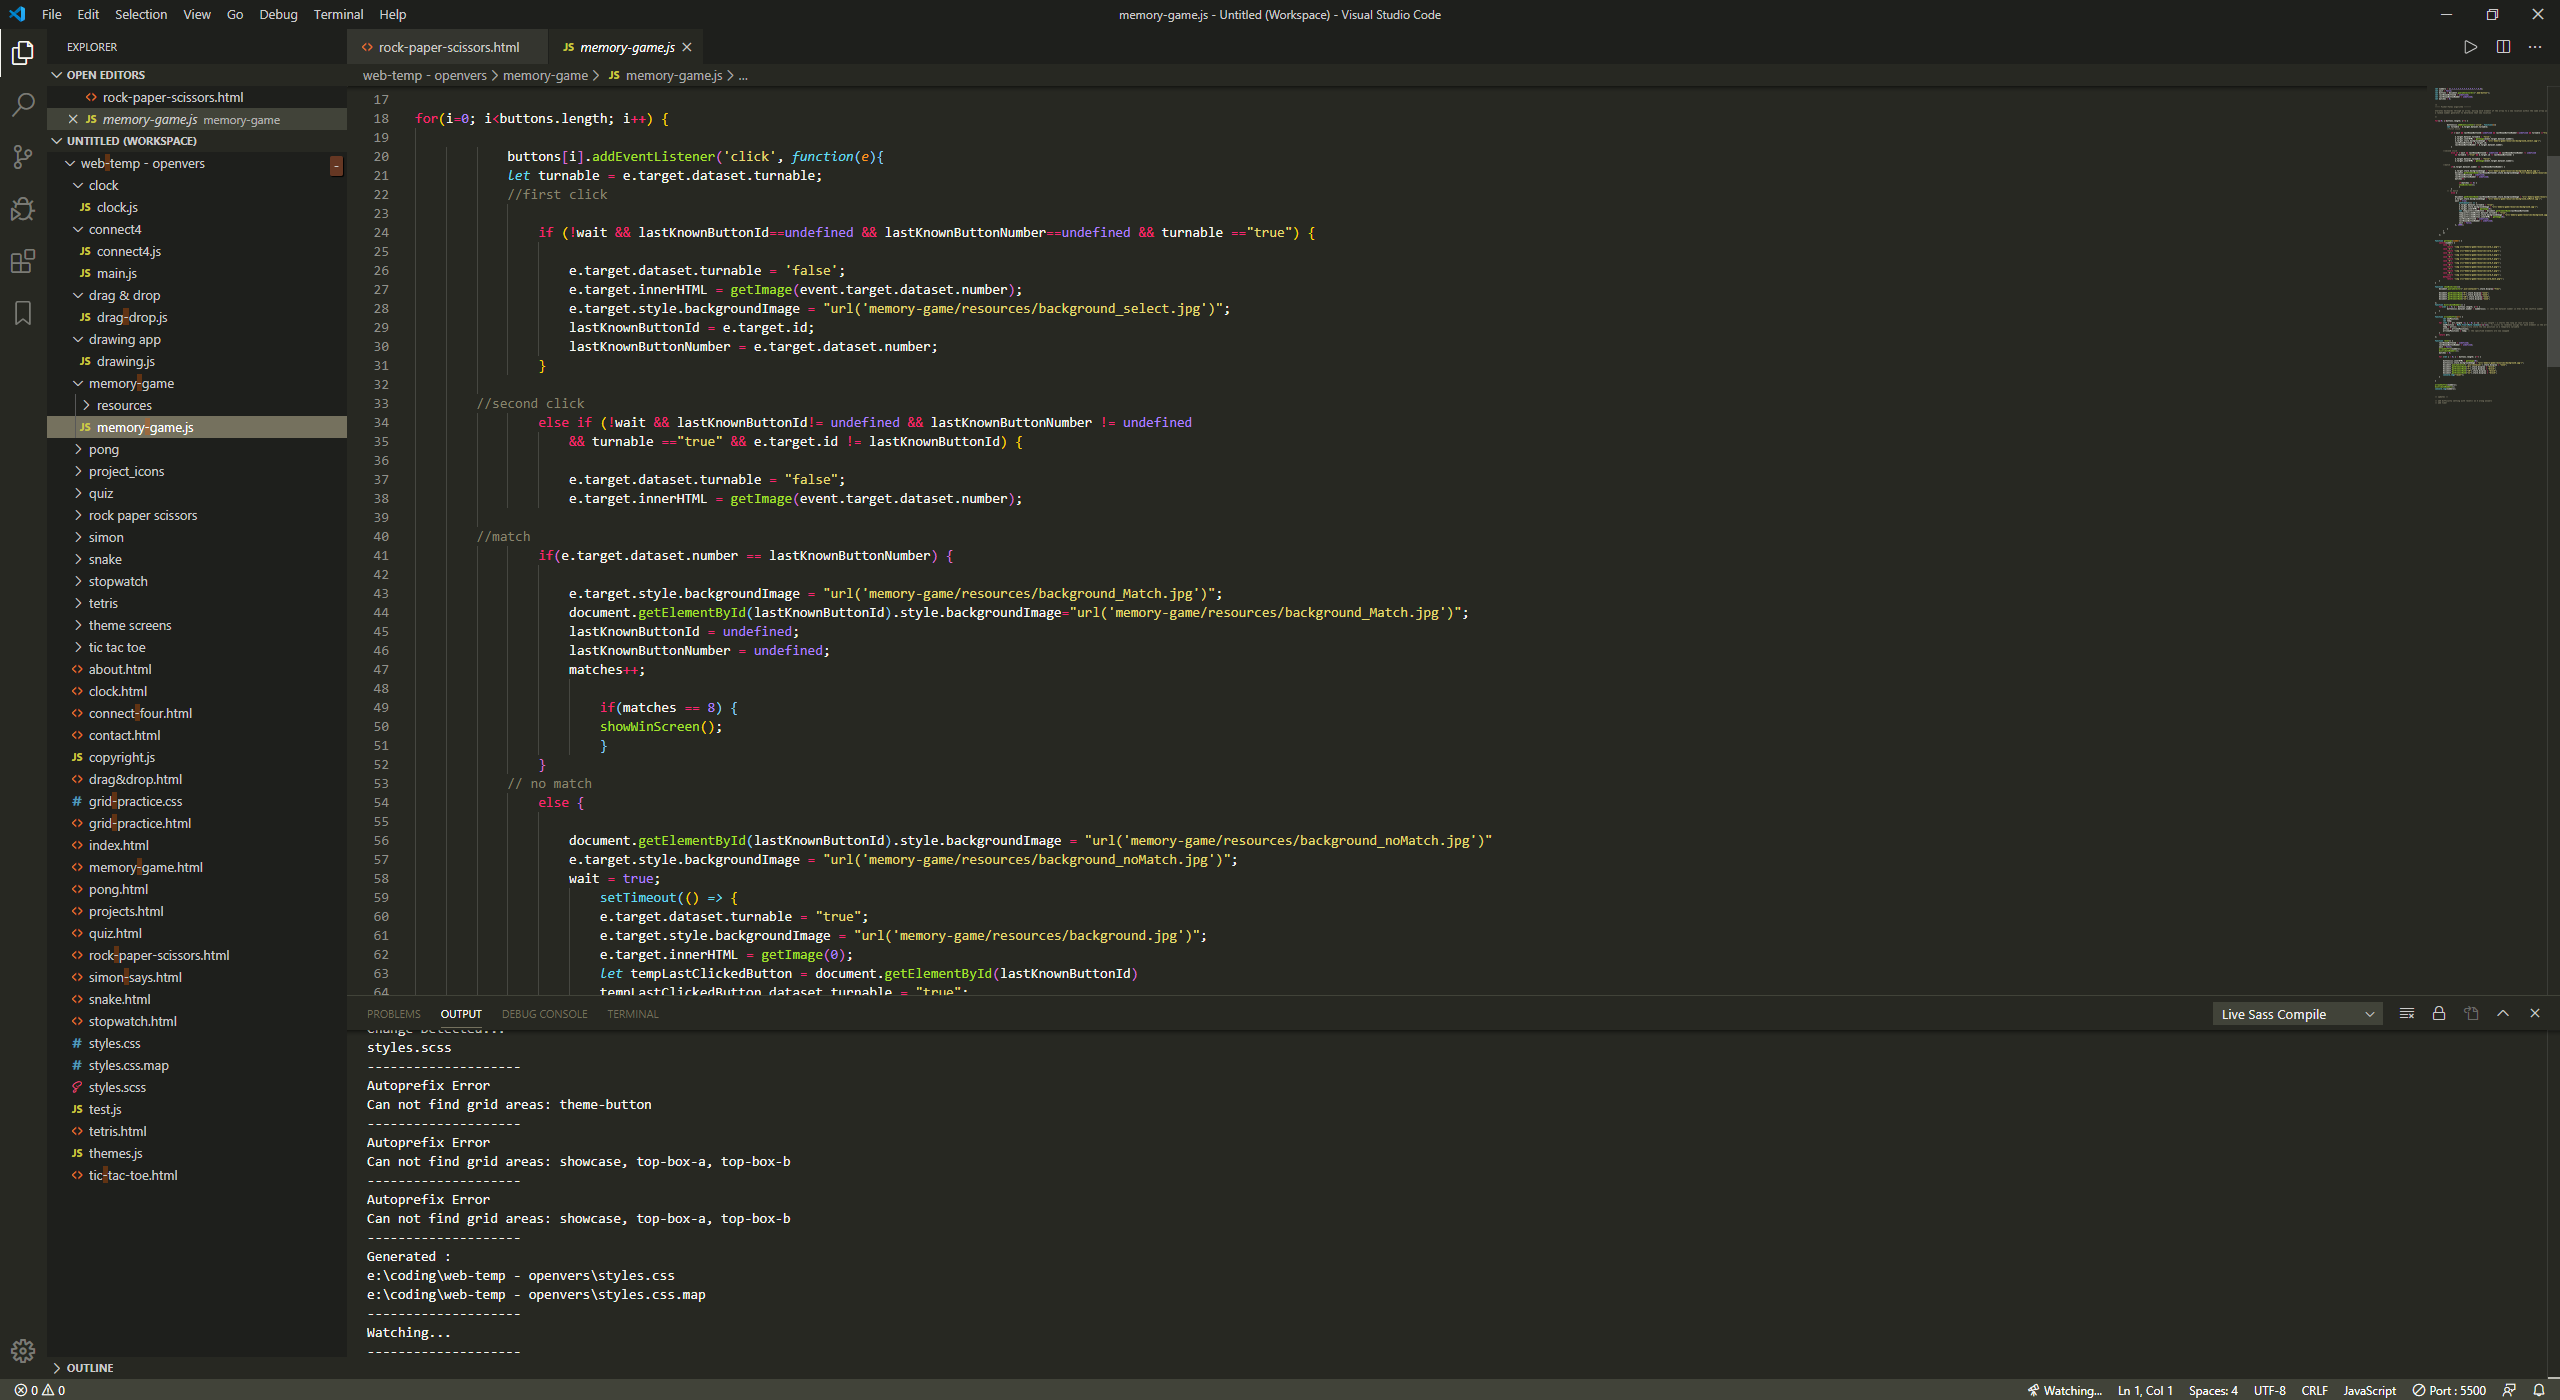 File Edit Selection View Go Debug Terminal Help
memory-game.js - Untitled (Workspace) - Visual Studio Code
EXPLORER
OPEN EDITORS
rock-paper-scissors.html
memory-game.js memory-game
UNTITLED (WORKSPACE)
web-temp - openvers
clock
JS clock.js
connect4
JS connect4.js
JS main.js
drag & drop
JS drag-drop.js
drawing app
JS drawing.js
memory-game
resources
JS memory-game.js
pong
project_icons
quiz
rock paper scissors
simon
snake
stopwatch
tetris
theme screens
tic tac toe
about.html
clock.html
connect-four.html
contact.html
JS copyright.js
drag&drop.html
# grid-practice.css
grid-practice.html
index.html
memory-game.html
pong.html
projects.html
quiz.html
rock-paper-scissors.html
simon-says.html
snake.html
stopwatch.html
# styles.css
# styles.css.map
styles.scss
JS test.js
tetris.html
JS themes.js
tic-tac-toe.html
OUTLINE
rock-paper-scissors.html JS memory-game.js
web-temp - openvers > memory-game > JS memory-game.js > ...
17
18 for(i=0; i<buttons.length; i++) {
19
20 buttons[i].addEventListener('click', function(e){
21 let turnable = e.target.dataset.turnable;
22 //first click
23
24 if (!wait && lastKnownButtonId==undefined && lastKnownButtonNumber==undefined && turnable =="true") {
25
26 e.target.dataset.turnable = 'false';
27 e.target.innerHTML = getImage(event.target.dataset.number);
28 e.target.style.backgroundImage = "url('memory-game/resources/background_select.jpg')";
29 lastKnownButtonId = e.target.id;
30 lastKnownButtonNumber = e.target.dataset.number;
31 }
32
33 //second click
34 else if (!wait && lastKnownButtonId!= undefined && lastKnownButtonNumber != undefined
35 && turnable =="true" && e.target.id != lastKnownButtonId) {
36
37 e.target.dataset.turnable = "false";
38 e.target.innerHTML = getImage(event.target.dataset.number);
39
40 //match
41 if(e.target.dataset.number == lastKnownButtonNumber) {
42
43 e.target.style.backgroundImage = "url('memory-game/resources/background_Match.jpg')";
44 document.getElementById(lastKnownButtonId).style.backgroundImage="url('memory-game/resources/background_Match.jpg')";
45 lastKnownButtonId = undefined;
46 lastKnownButtonNumber = undefined;
47 matches++;
48
49 if(matches == 8) {
50 showWinScreen();
51 }
52 }
53 // no match
54 else {
55
56 document.getElementById(lastKnownButtonId).style.backgroundImage = "url('memory-game/resources/background_noMatch.jpg')"
57 e.target.style.backgroundImage = "url('memory-game/resources/background_noMatch.jpg')";
58 wait = true;
59 setTimeout(() => {
60 e.target.dataset.turnable = "true";
61 e.target.style.backgroundImage = "url('memory-game/resources/background.jpg')";
62 e.target.innerHTML = getImage(0);
63 let tempLastClickedButton = document.getElementById(lastKnownButtonId)
64 tempLastClickedButton.dataset.turnable = "true";
PROBLEMS OUTPUT DEBUG CONSOLE TERMINAL
Live Sass Compile
Change Detected...
styles.scss
--------------------
Autoprefix Error
Can not find grid areas: theme-button
--------------------
Autoprefix Error
Can not find grid areas: showcase, top-box-a, top-box-b
--------------------
Autoprefix Error
Can not find grid areas: showcase, top-box-a, top-box-b
--------------------
Generated :
e:\coding\web-temp - openvers\styles.css
e:\coding\web-temp - openvers\styles.css.map
--------------------
Watching...
--------------------
0 0
Watching... Ln 1, Col 1 Spaces: 4 UTF-8 CRLF JavaScript Port : 5500